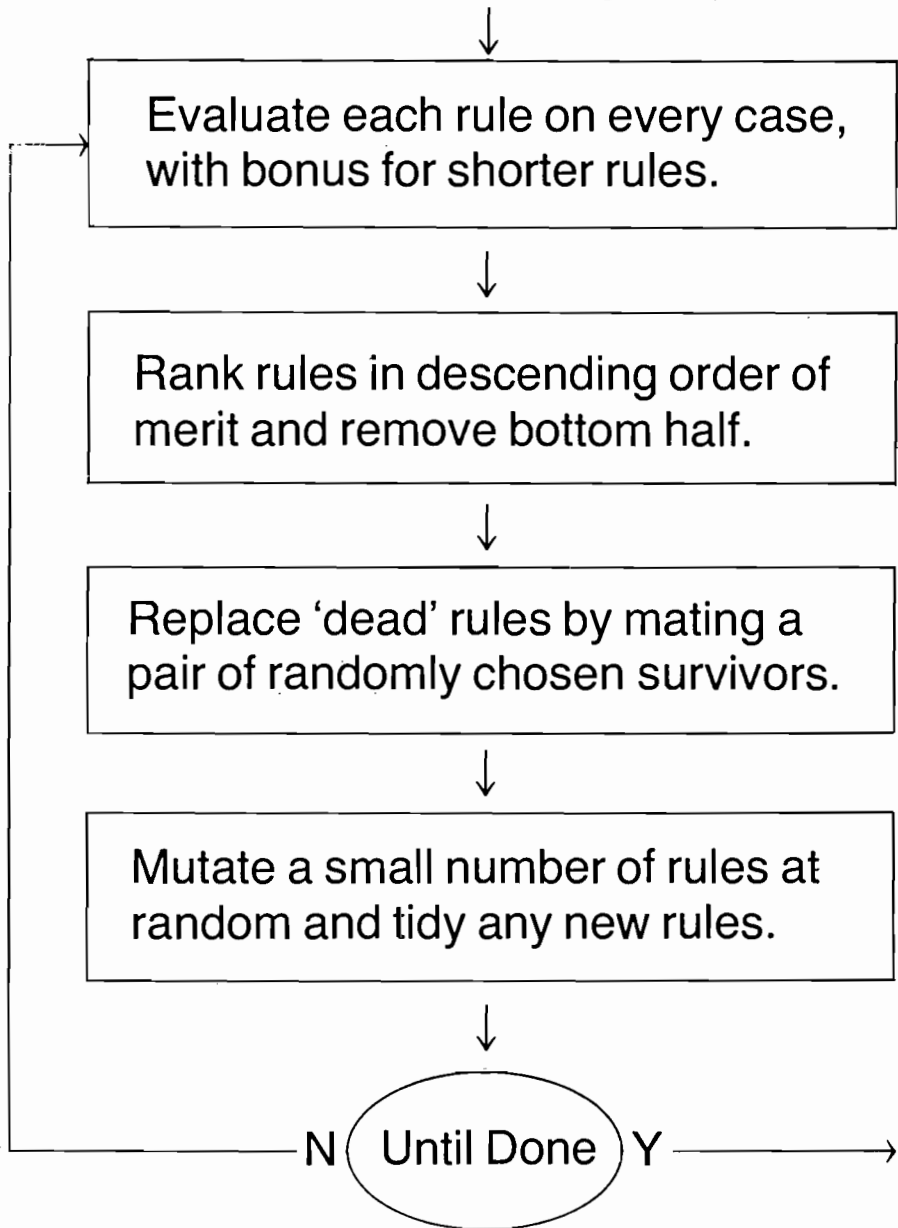 Evaluate each rule on every case,
with bonus for shorter rules.
Rank rules in descending order of
merit and remove bottom half.
Replace ‘dead’ rules by mating a
pair of randomly chosen survivors.
Mutate a small number of rules at
random and tidy any new rules.
N Until Done Y